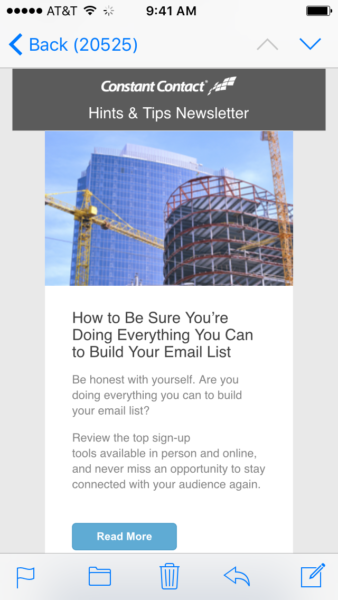 AT&T 9:41 AM
Back (20525)
Constant Contact
Hints & Tips Newsletter
How to Be Sure You're
Doing Everything You Can
to Build Your Email List
Be honest with yourself. Are you
doing everything you can to build
your email list?
Review the top sign-up
tools available in person and online,
and never miss an opportunity to stay
connected with your audience again.
Read More